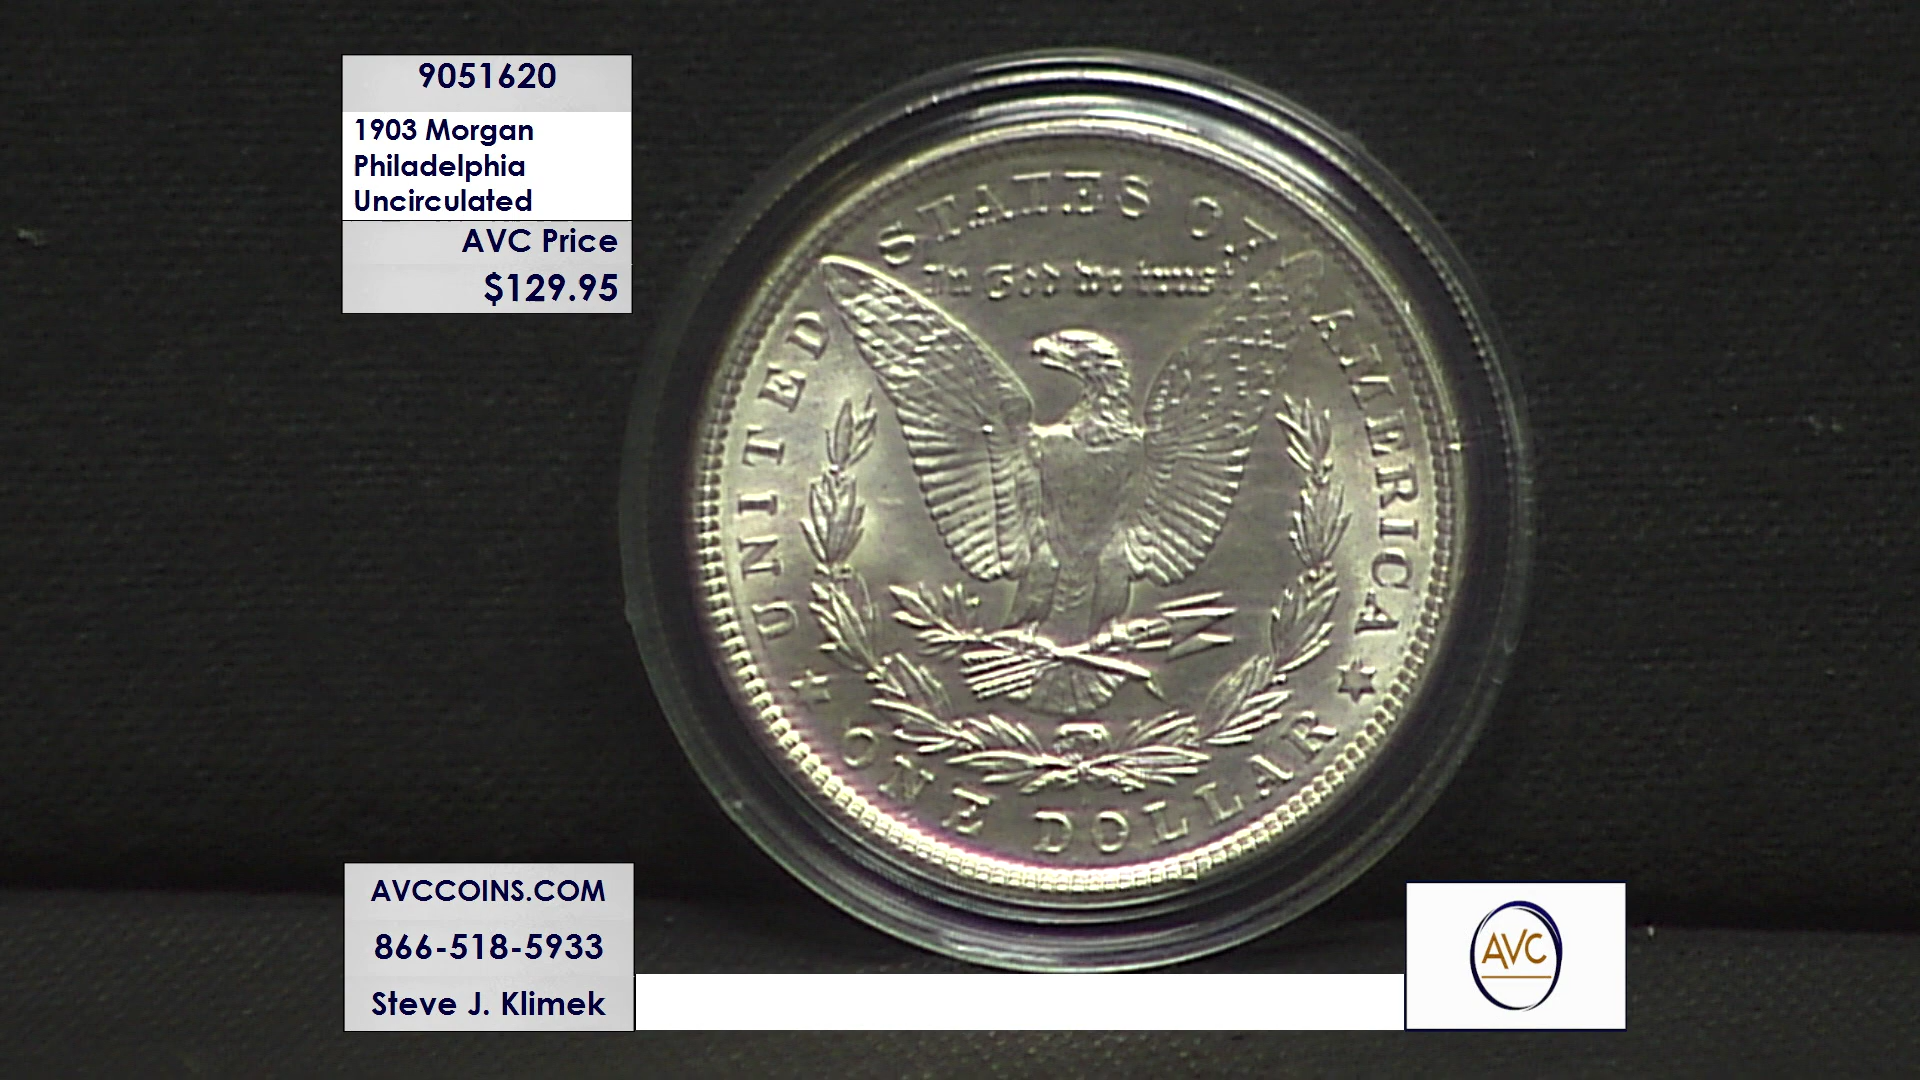 9051620
1903 Morgan
Philadelphia
Uncirculated
AVC Price
$129.95
UNITED STATES OF AMERICA
In God we trust
ONE DOLLAR
AVCCOINS.COM
866-518-5933
Steve J. Klimek
AVC